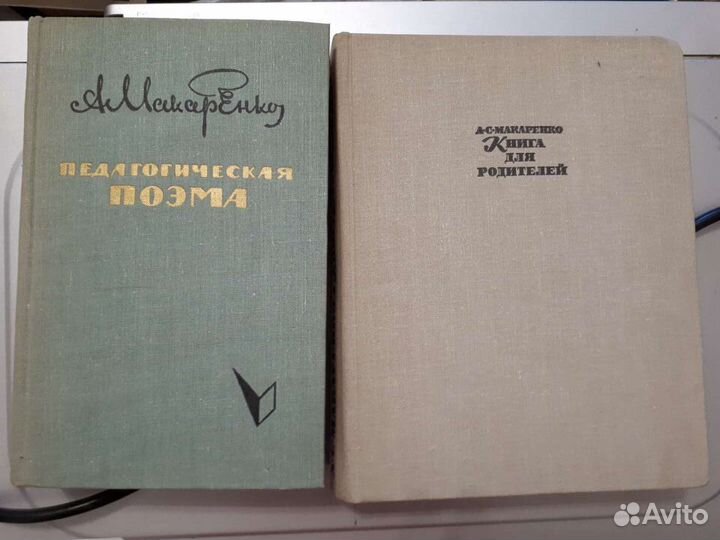 А.Макаренко
ПЕДАГОГИЧЕСКАЯ
ПОЭМА
А·С·МАКАРЕНКО
КНИГА
ДЛЯ
РОДИТЕЛЕЙ
Avito